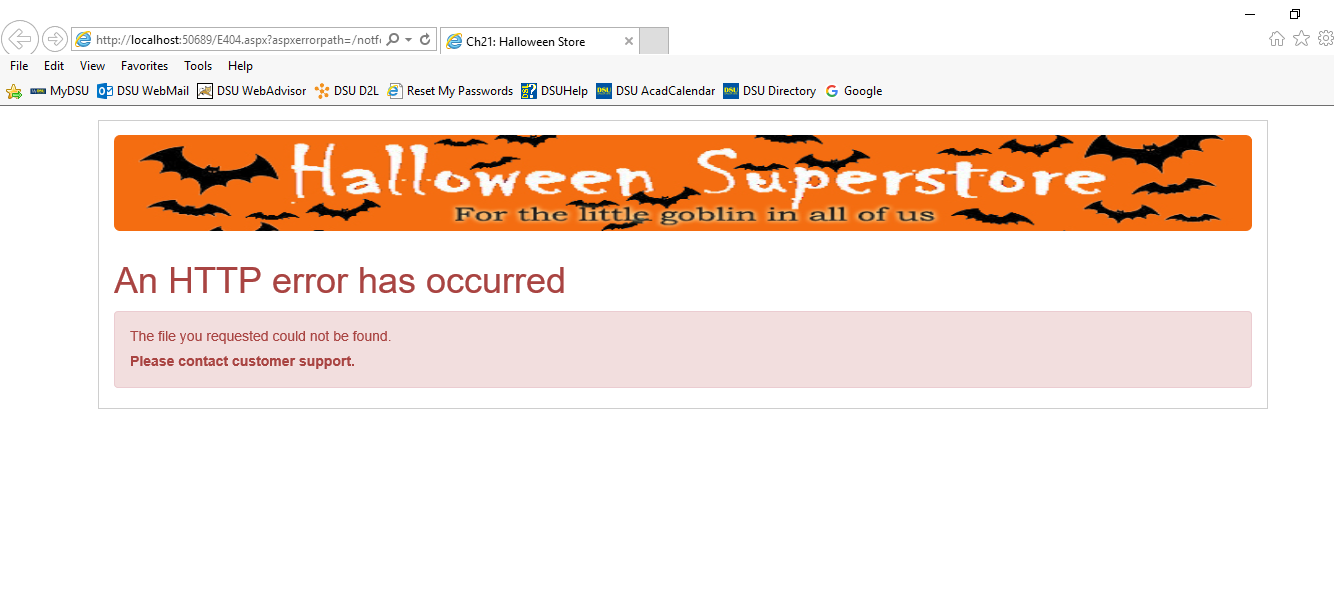 http://localhost:50689/E404.aspx?aspxerrorpath=/notf
Ch21: Halloween Store
File Edit View Favorites Tools Help
MyDSU DSU WebMail DSU WebAdvisor DSU D2L Reset My Passwords DSUHelp DSU DSU AcadCalendar DSU DSU Directory Google
Halloween Superstore
For the little goblin in all of us
An HTTP error has occurred
The file you requested could not be found.
Please contact customer support.